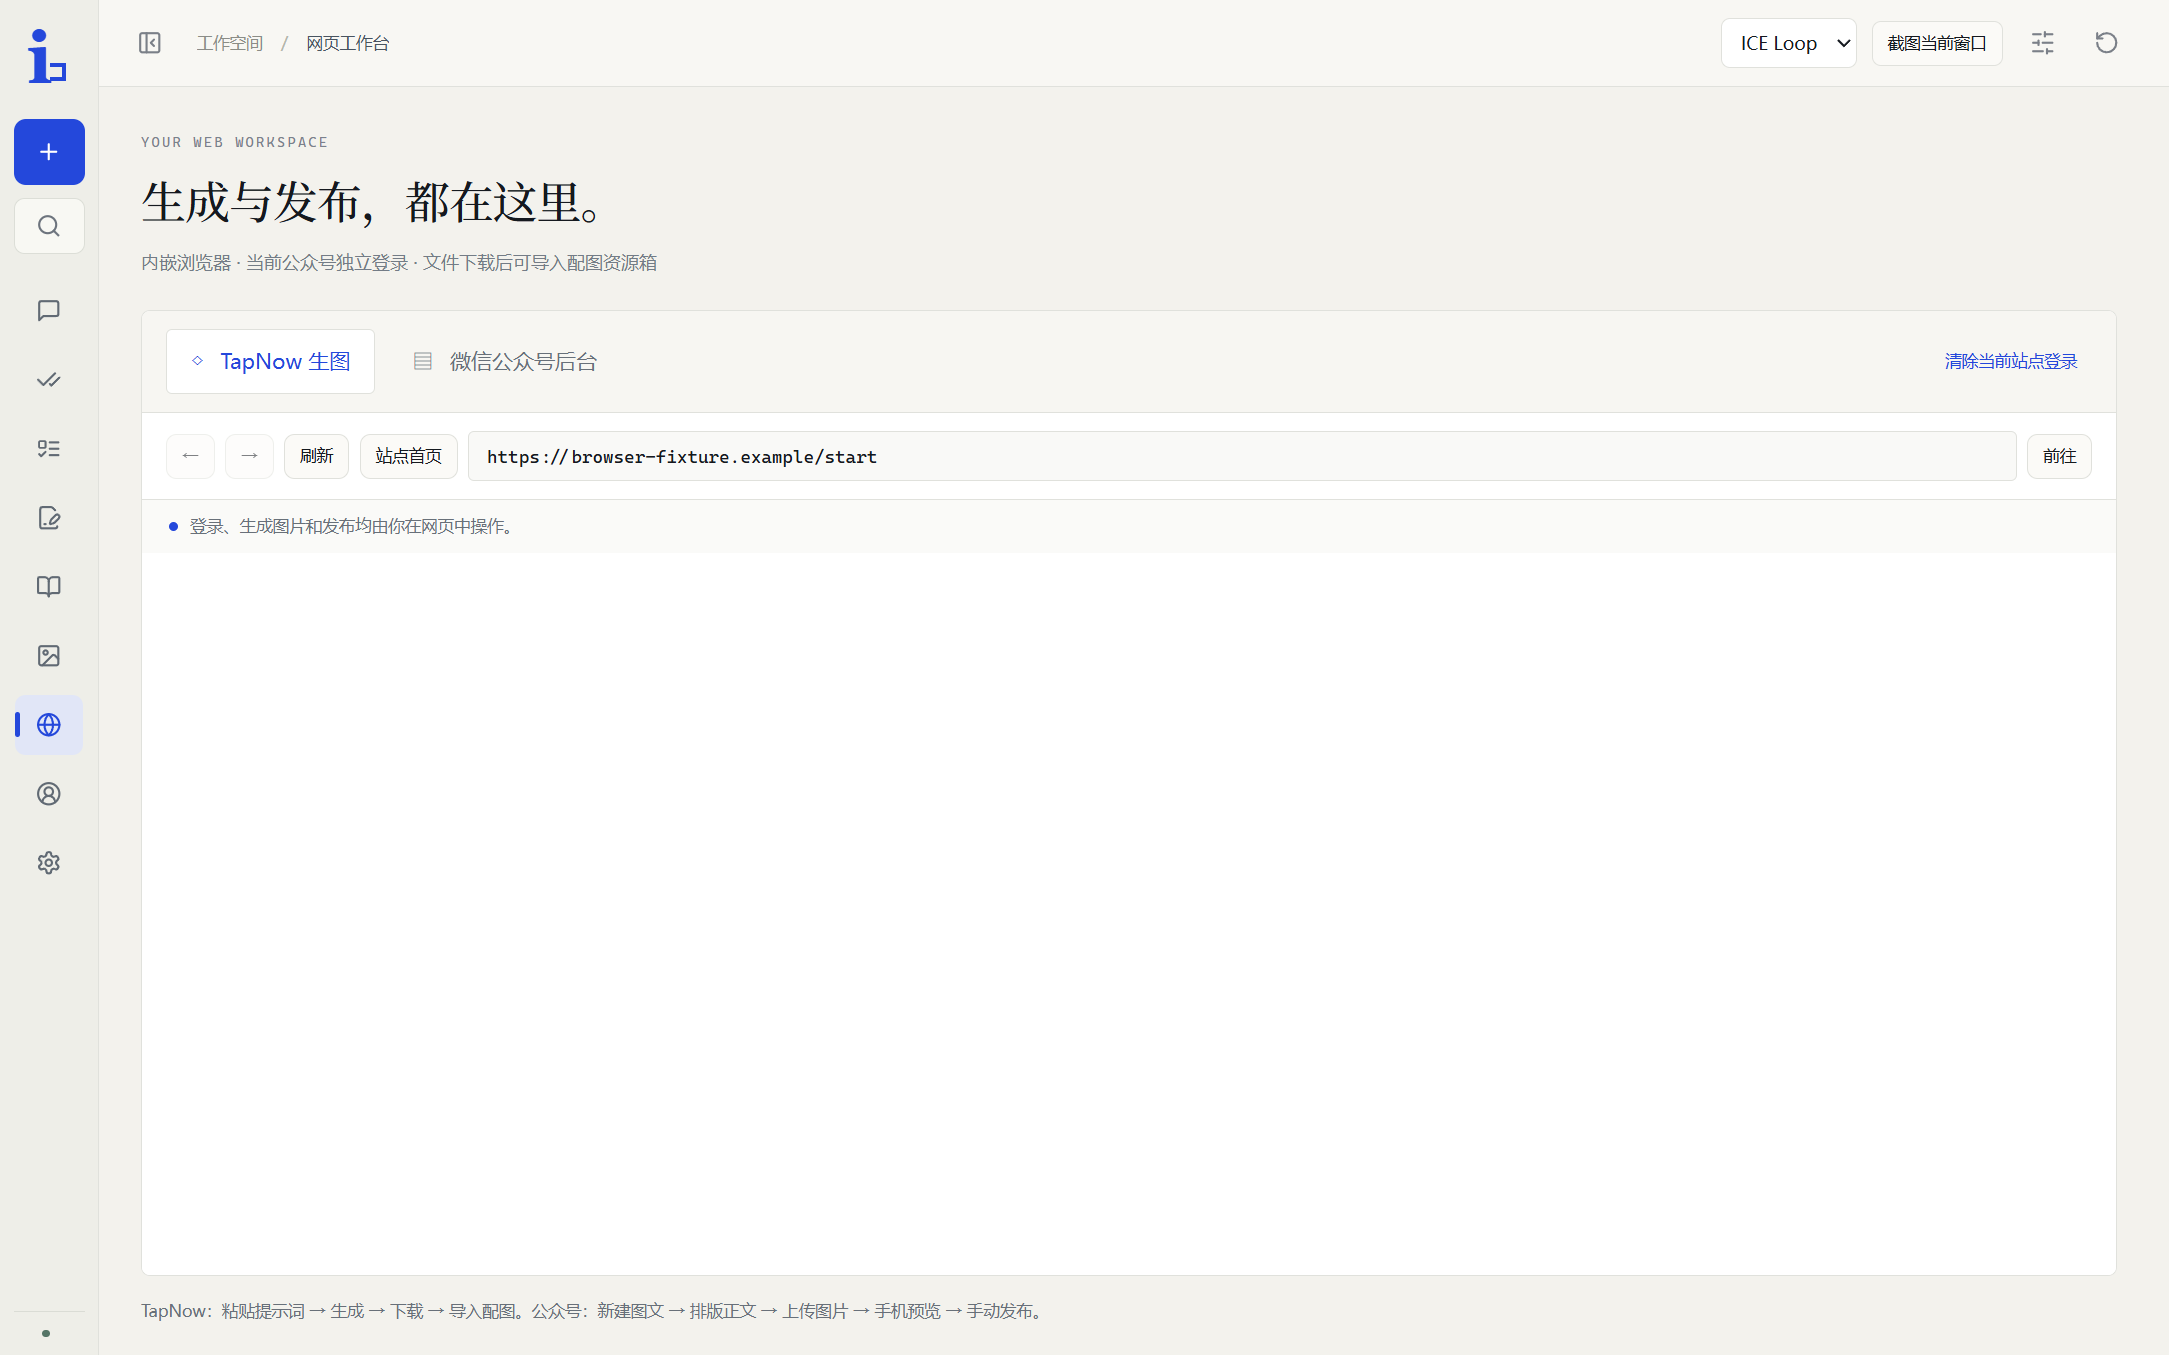 工作空间 / 网页工作台
ICE Loop
截图当前窗口
YOUR WEB WORKSPACE
生成与发布，都在这里。
内嵌浏览器 · 当前公众号独立登录 · 文件下载后可导入配图资源箱
TapNow 生图
微信公众号后台
清除当前站点登录
← → 刷新 站点首页 https://browser-fixture.example/start 前往
登录、生成图片和发布均由你在网页中操作。
TapNow：粘贴提示词 → 生成 → 下载 → 导入配图。公众号：新建图文 → 排版正文 → 上传图片 → 手机预览 → 手动发布。